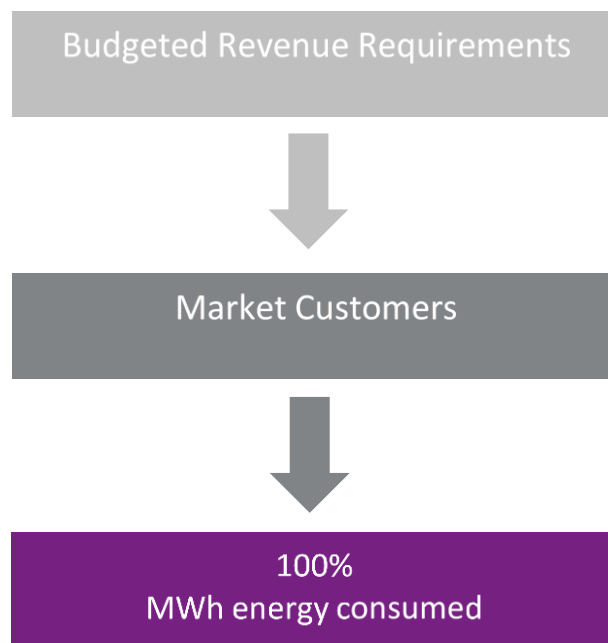 Budgeted Revenue Requirements
Market Customers
100%
MWh energy consumed